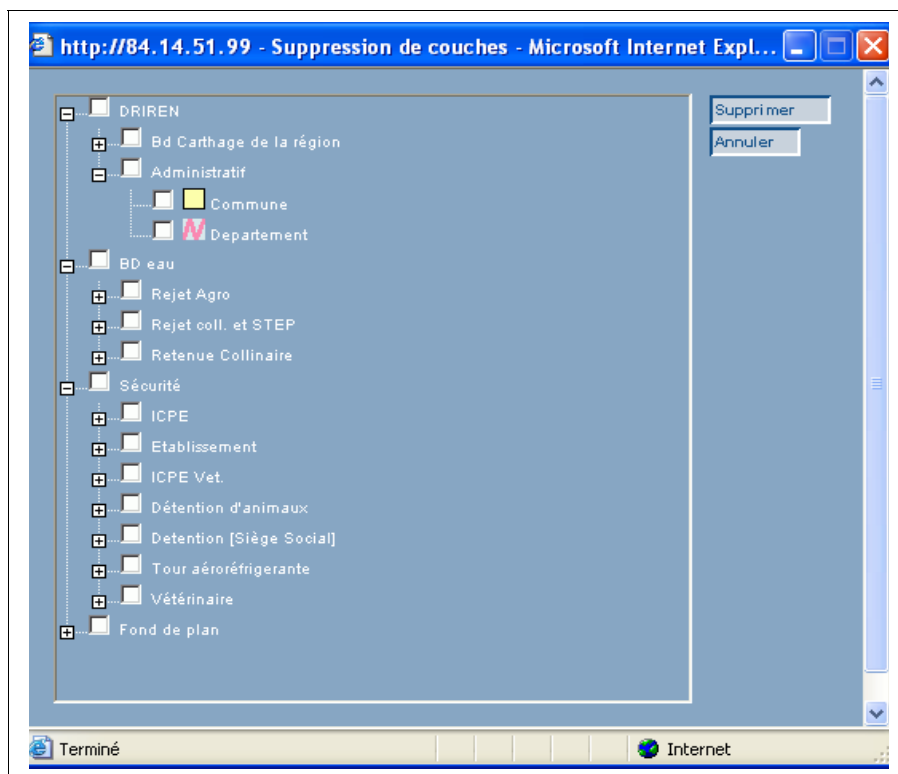 http://84.14.51.99 - Suppression de couches - Microsoft Internet Expl...
DRIREN
Supprimer
Bd Carthage de la région
Annuler
Administratif
Commune
Departement
BD eau
Rejet Agro
Rejet coll. et STEP
Retenue Collinaire
Sécurité
ICPE
Etablissement
ICPE Vet.
Détention d'animaux
Detention [Siège Social]
Tour aéroréfrigerante
Vétérinaire
Fond de plan
Terminé
Internet